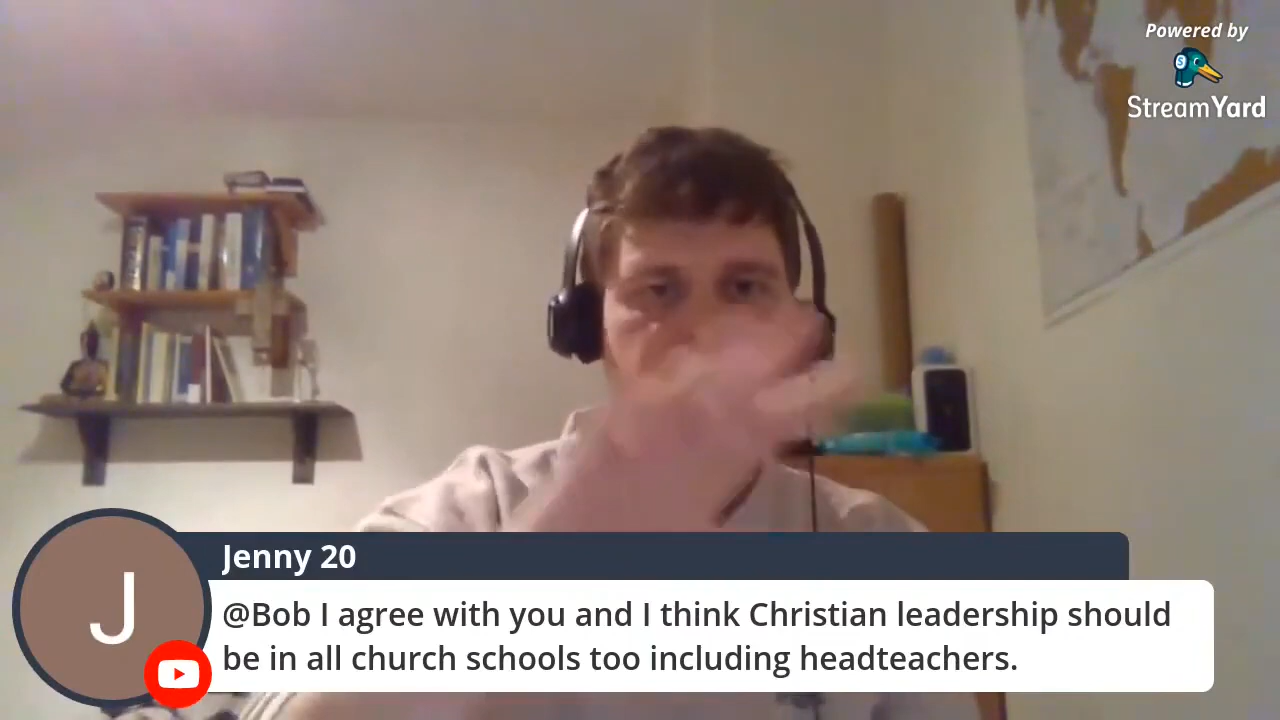 Powered by
StreamYard
Jenny 20
J
@Bob I agree with you and I think Christian leadership should
be in all church schools too including headteachers.